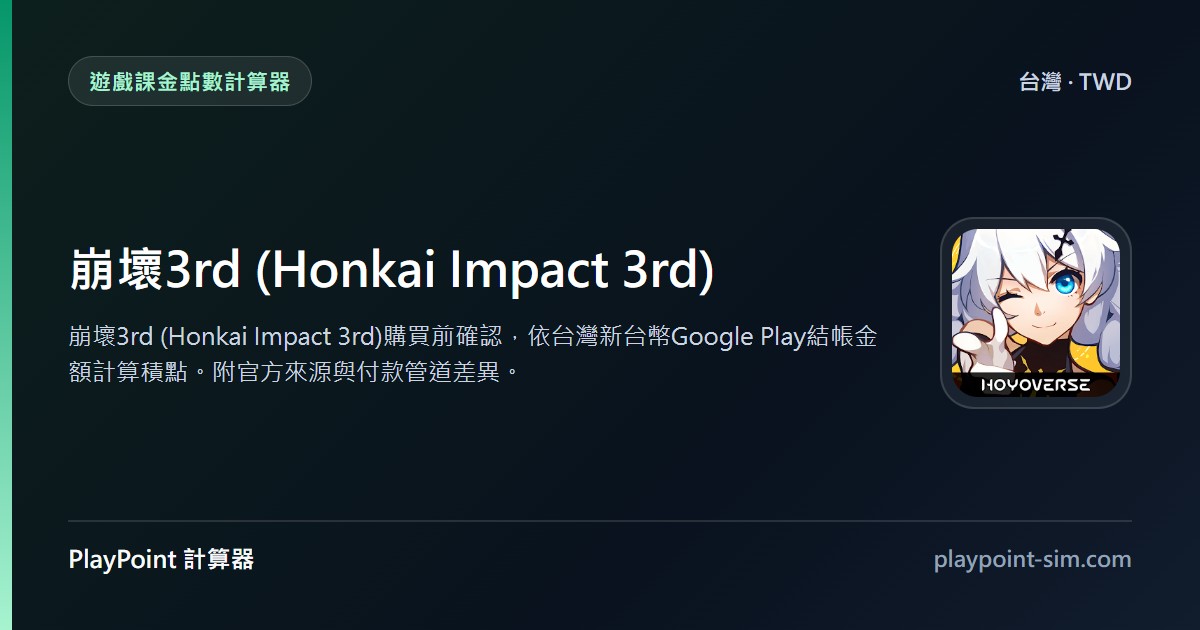 遊戲課金點數計算器
台灣 · TWD
崩壞3rd (Honkai Impact 3rd)
崩壞3rd (Honkai Impact 3rd)購買前確認，依台灣新台幣Google Play結帳金
額計算積點。附官方來源與付款管道差異。
HOYOVERSE
PlayPoint 計算器
playpoint-sim.com